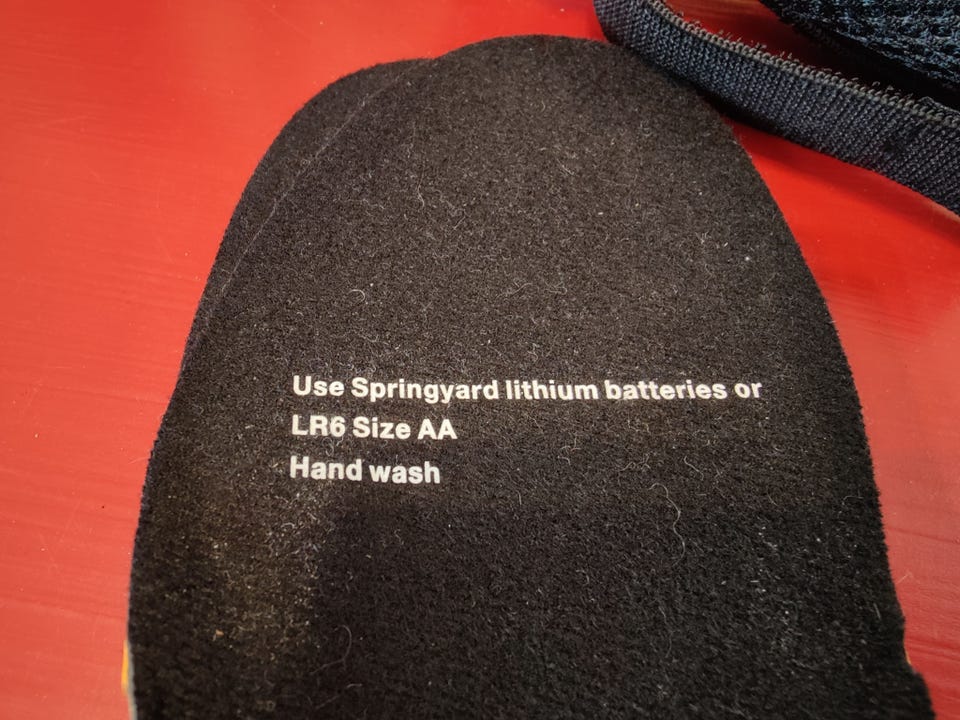 Use Springyard lithium batteries or
LR6 Size AA
Hand wash